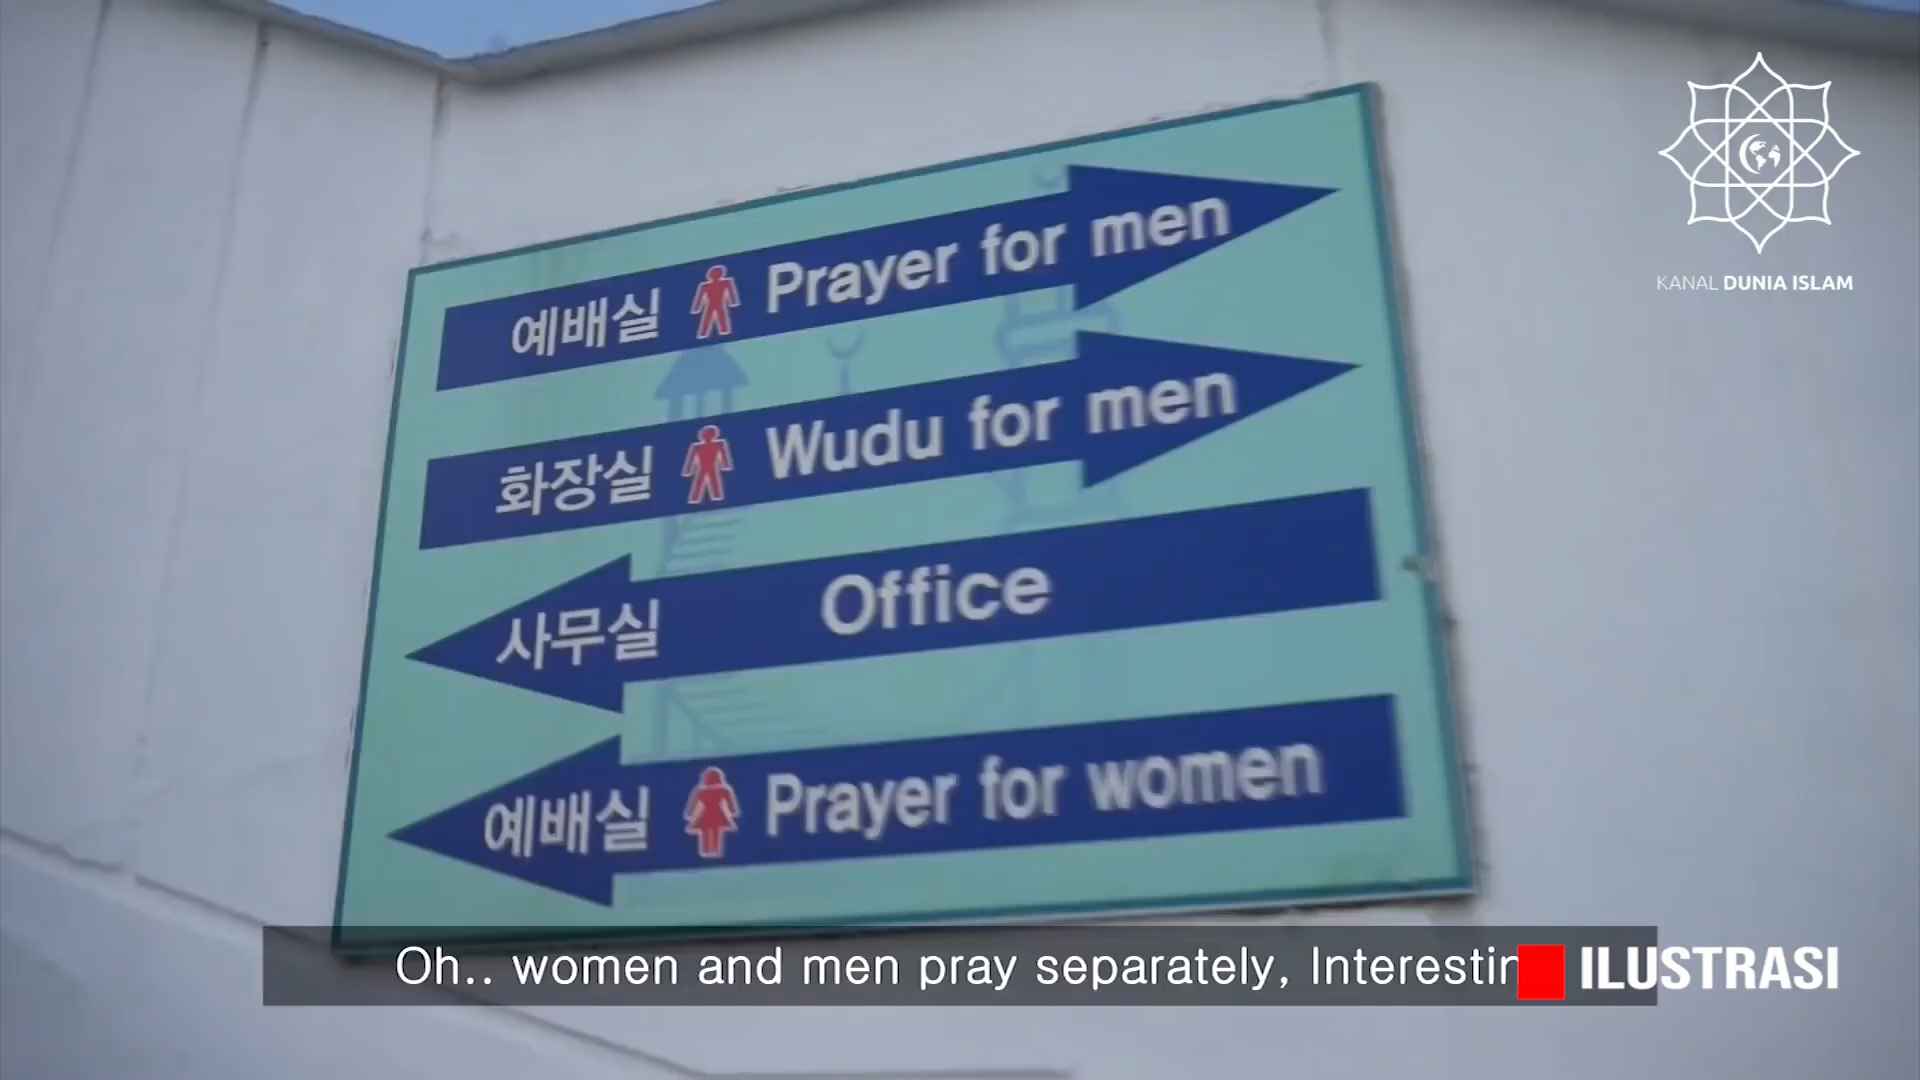 KANAL DUNIA ISLAM
예배실 Prayer for men
화장실 Wudu for men
사무실 Office
예배실 Prayer for women
Oh.. women and men pray separately,
ILUSTRASI